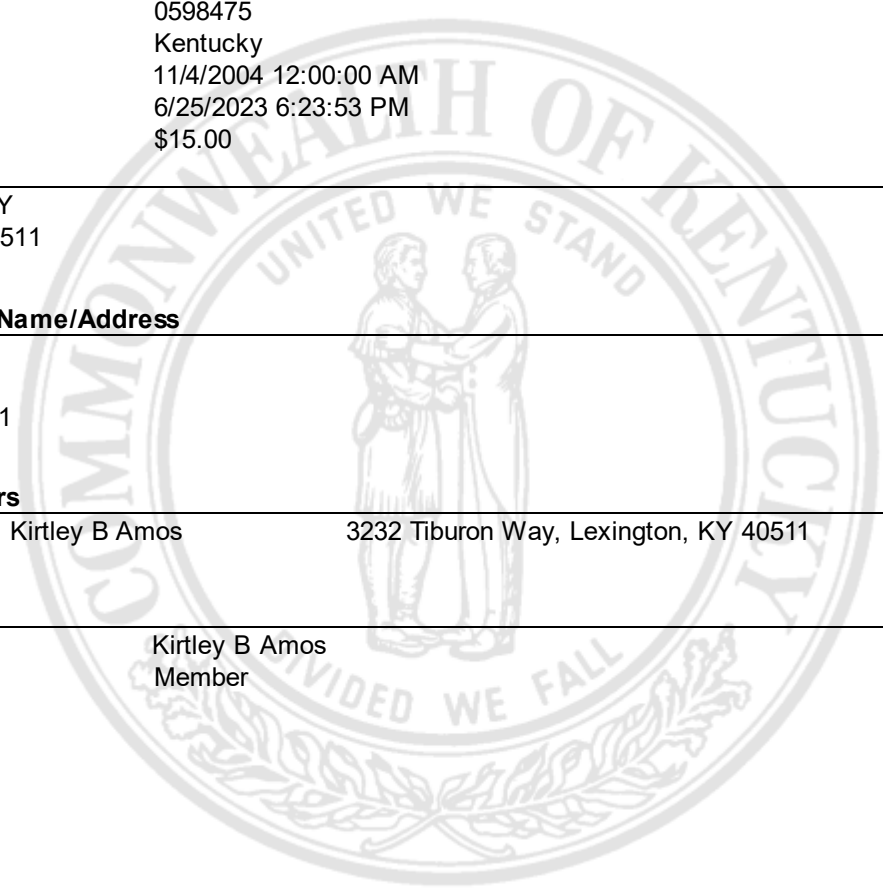 0598475
Kentucky
11/4/2004 12:00:00 AM
6/25/2023 6:23:53 PM
$15.00
Y
511
Name/Address
1
rs
Kirtley B Amos 3232 Tiburon Way, Lexington, KY 40511
Kirtley B Amos
Member
COMMONWEALTH OF KENTUCKY
UNITED WE STAND
DIVIDED WE FALL